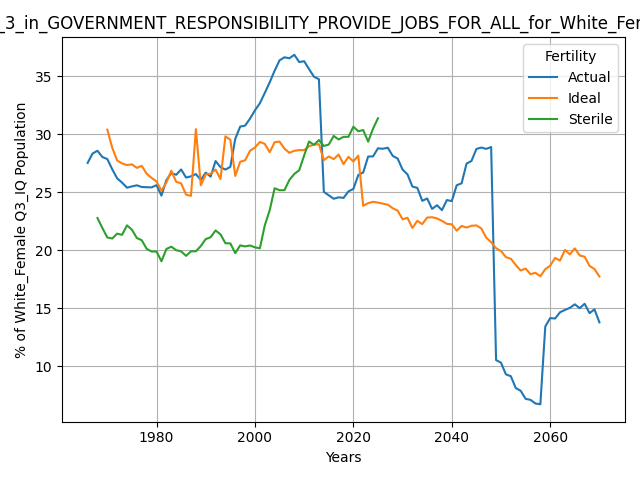 _3_in_GOVERNMENT_RESPONSIBILITY_PROVIDE_JOBS_FOR_ALL_for_White_Fem
Fertility
Actual
Ideal
Sterile
% of White_Female Q3_IQ Population
35
30
25
20
15
10
1980
2000
2020
2040
2060
Years